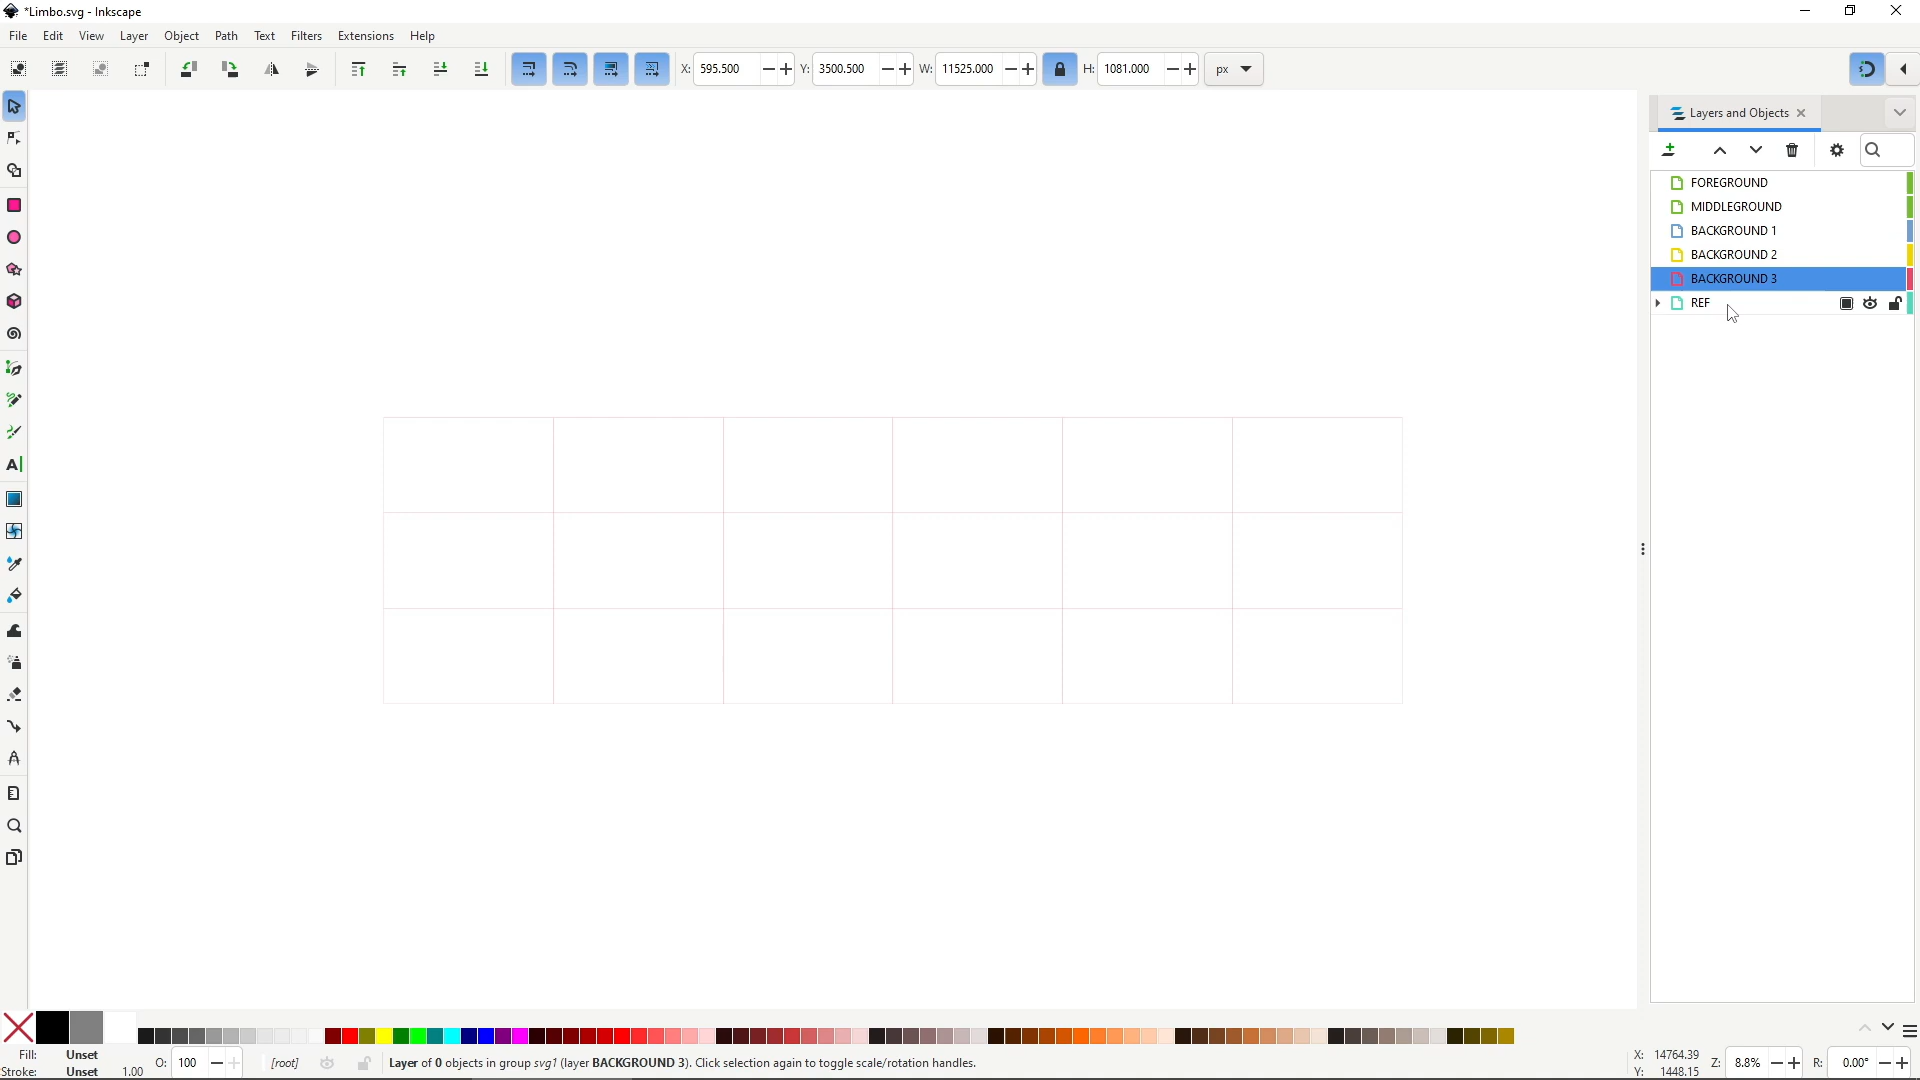 *Limbo.svg - Inkscape
File Edit View Layer Object Path Text Filters Extensions Help
X: 595.500 Y: 3500.500 W: 11525.000 H: 1081.000 px
Layers and Objects
FOREGROUND
MIDDLEGROUND
BACKGROUND 1
BACKGROUND 2
BACKGROUND 3
REF
Fill: Unset
Stroke: Unset 1.00
O: 100
[root]
Layer of 0 objects in group svg1 (layer BACKGROUND 3). Click selection again to toggle scale/rotation handles.
X: 14764.39
Y: 1448.15
Z: 8.8%
R: 0.00°